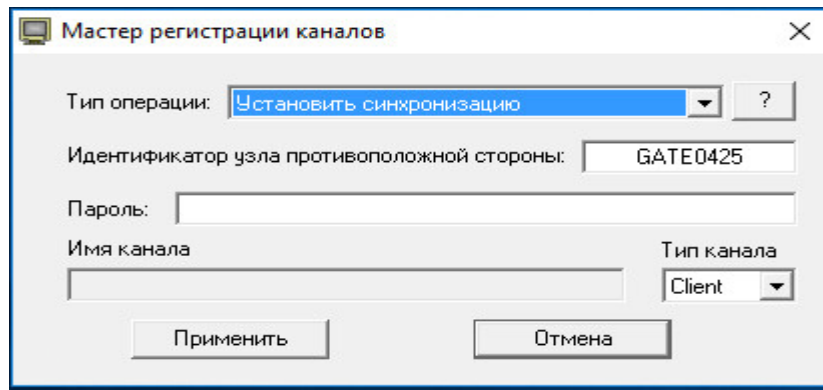 Мастер регистрации каналов
Тип операции: Установить синхронизацию ?
Идентификатор узла противоположной стороны: GATE0425
Пароль:
Имя канала Тип канала
Client
Применить Отмена